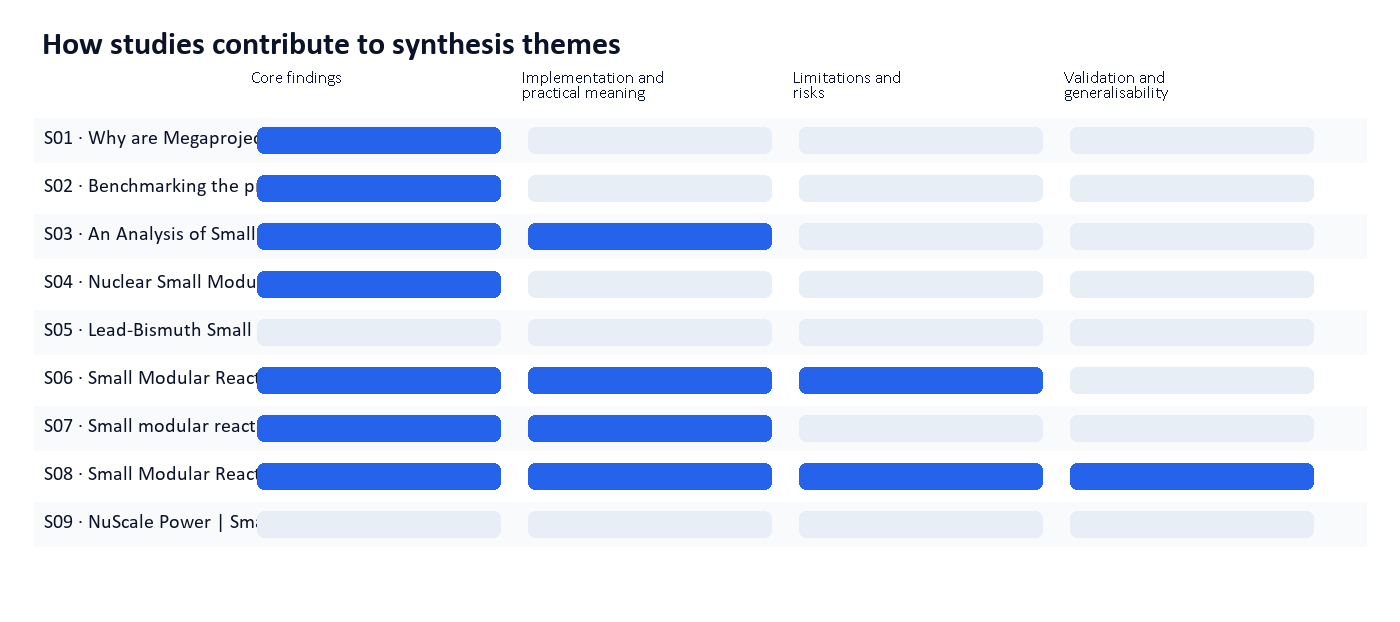 How studies contribute to synthesis themes
Core findings
Implementation and
practical meaning
Limitations and
risks
Validation and
generalisability
S01 · Why are Megaprojec
S02 · Benchmarking the p
S03 · An Analysis of Small
S04 · Nuclear Small Modu
S05 · Lead-Bismuth Small
S06 · Small Modular React
S07 · Small modular react
S08 · Small Modular React
S09 · NuScale Power | Sma